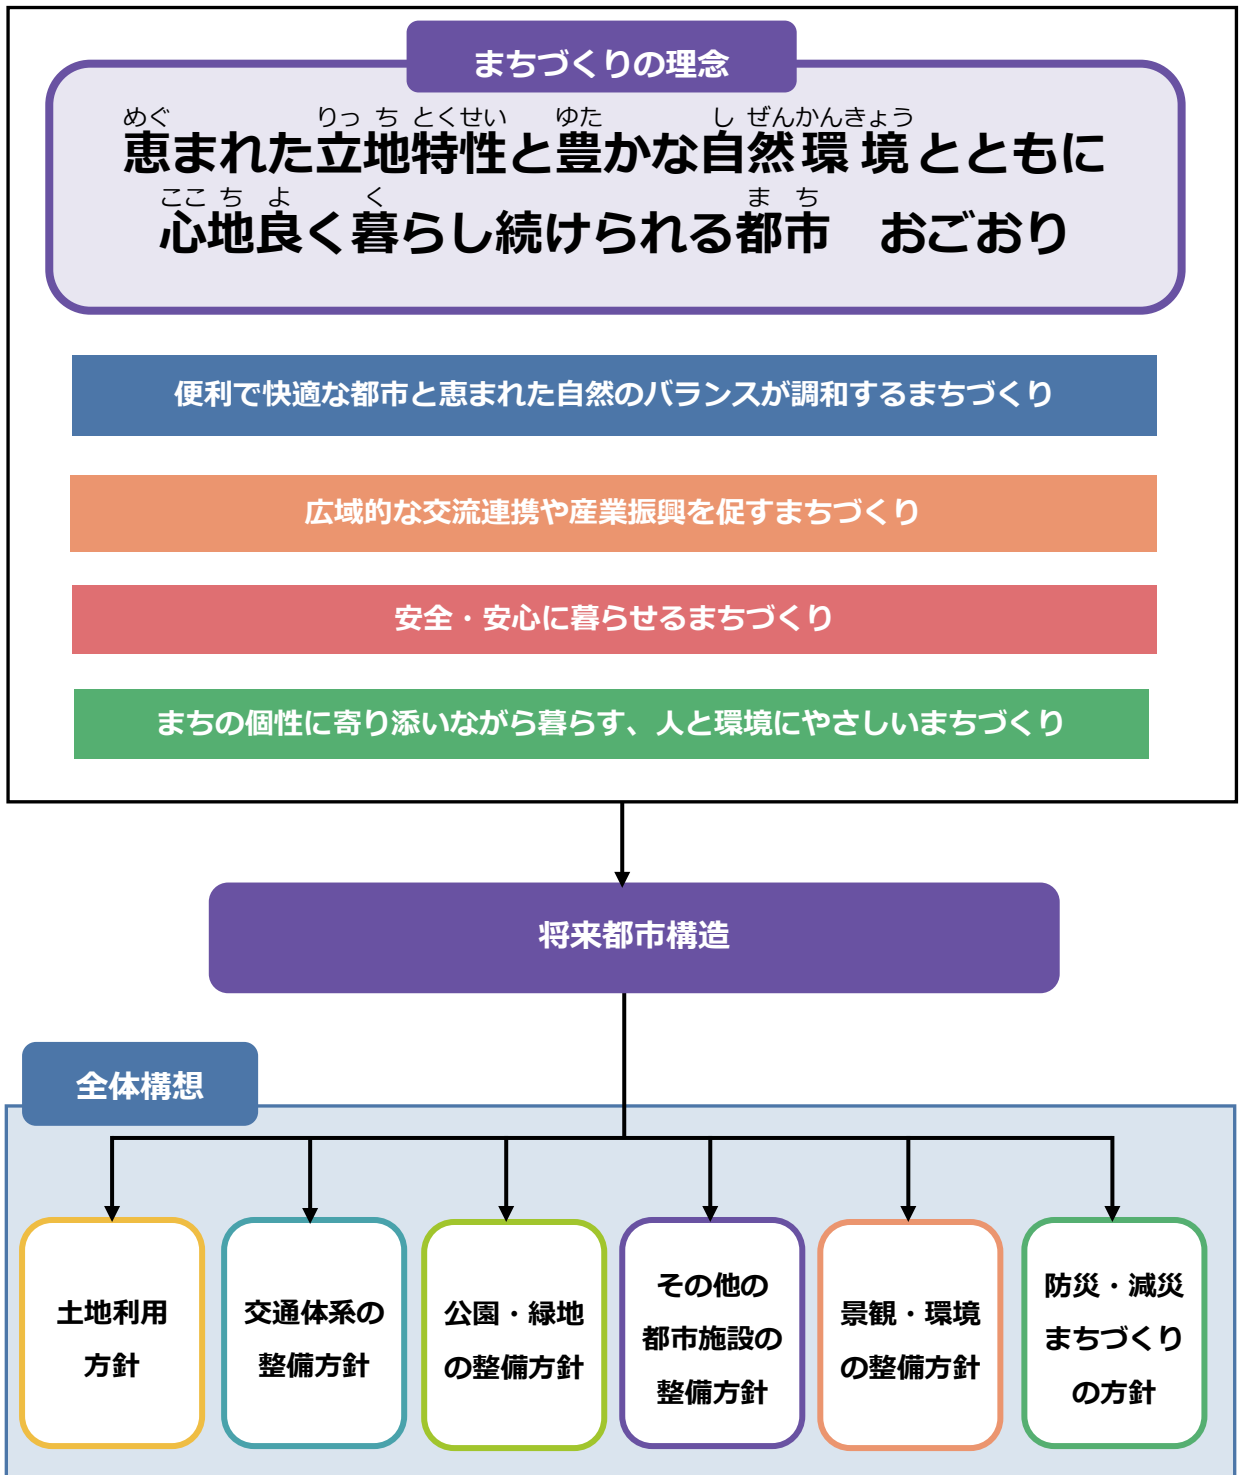 まちづくりの理念
めぐ りっ ち とくせい ゆた し ぜんかんきょう
恵まれた立地特性と豊かな自然環境とともに
ここ ち よ く ま ち
心地良く暮らし続けられる都市 おごおり
便利で快適な都市と恵まれた自然のバランスが調和するまちづくり
広域的な交流連携や産業振興を促すまちづくり
安全・安心に暮らせるまちづくり
まちの個性に寄り添いながら暮らす、人と環境にやさしいまちづくり
将来都市構造
全体構想
土地利用
方針
交通体系の
整備方針
公園・緑地
の整備方針
その他の
都市施設の
整備方針
景観・環境
の整備方針
防災・減災
まちづくり
の方針